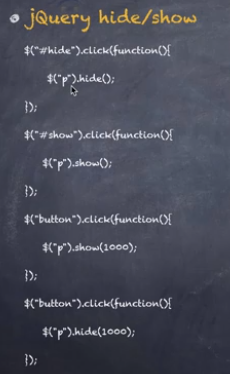 jQuery hide/show
$("#hide").click(function(){
$("p").hide();
});
$("#show").click(function(){
$("p").show();
});
$("button").click(function(){
$("p").show(1000);
});
$("button").click(function(){
$("p").hide(1000);
});